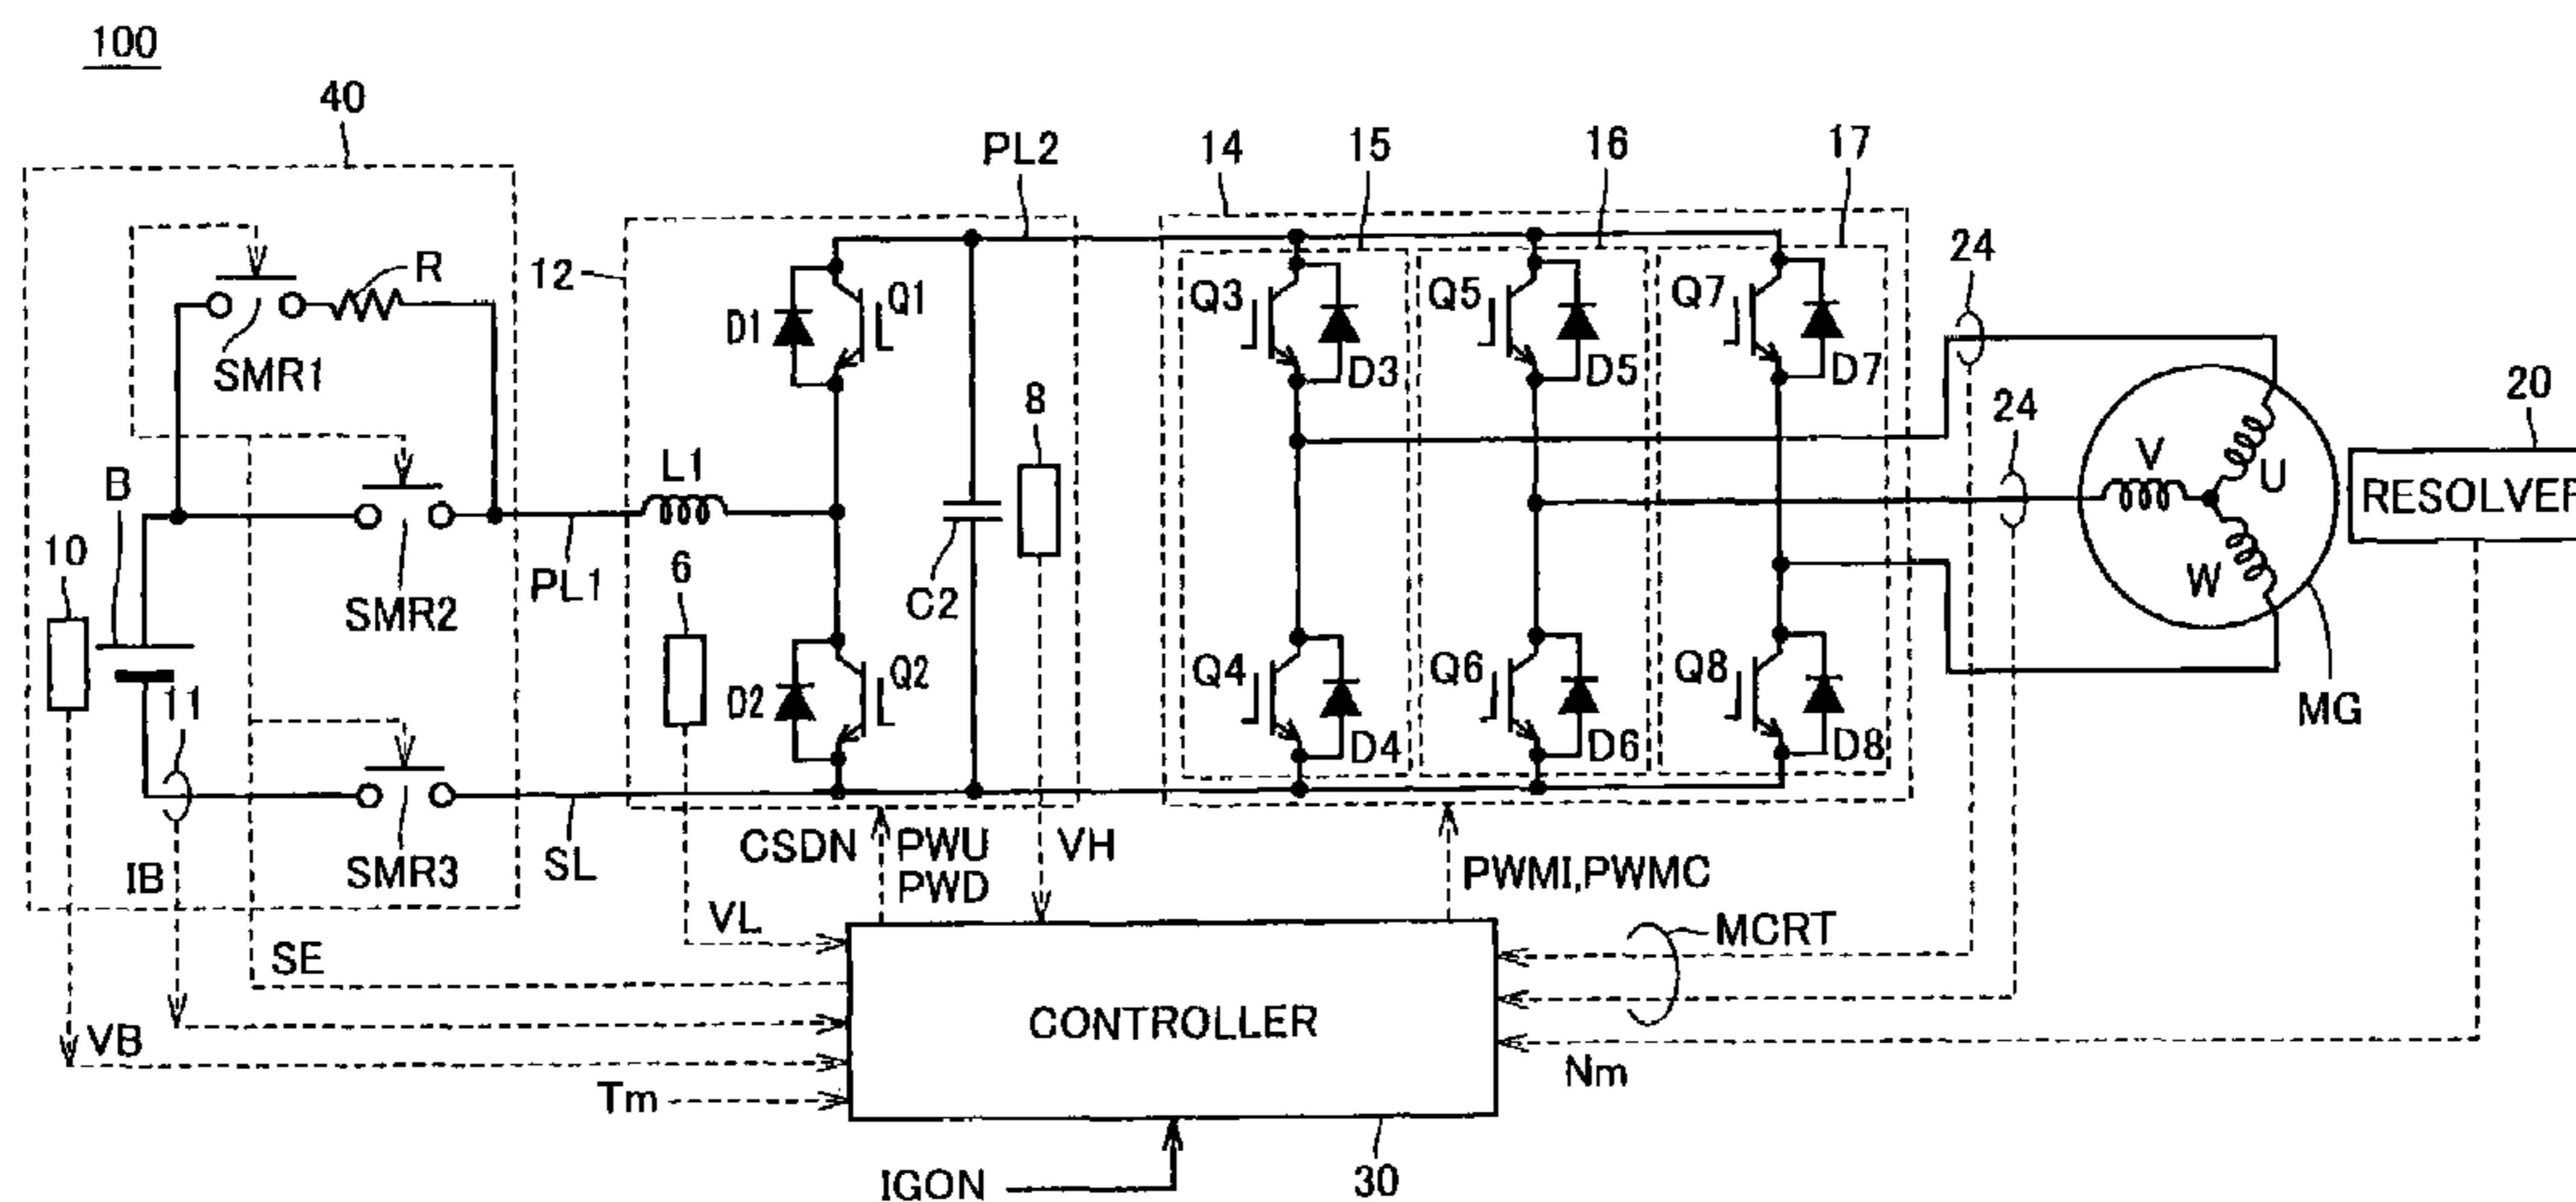 100
40
PL2
14
15
16
17
24
12
R
D1
Q1
Q3
D3
Q5
D5
Q7
D7
SMR1
8
24
20
B
L1
V
U
RESOLVER
10
6
PL1
C2
W
SMR2
11
D2
Q2
Q4
D4
Q6
D6
Q8
D8
MG
SMR3
SL
CSDN
PWU
PWD
VH
PWMI,PWMC
IB
VL
MCRT
SE
CONTROLLER
VB
Tm
Nm
IGON
30